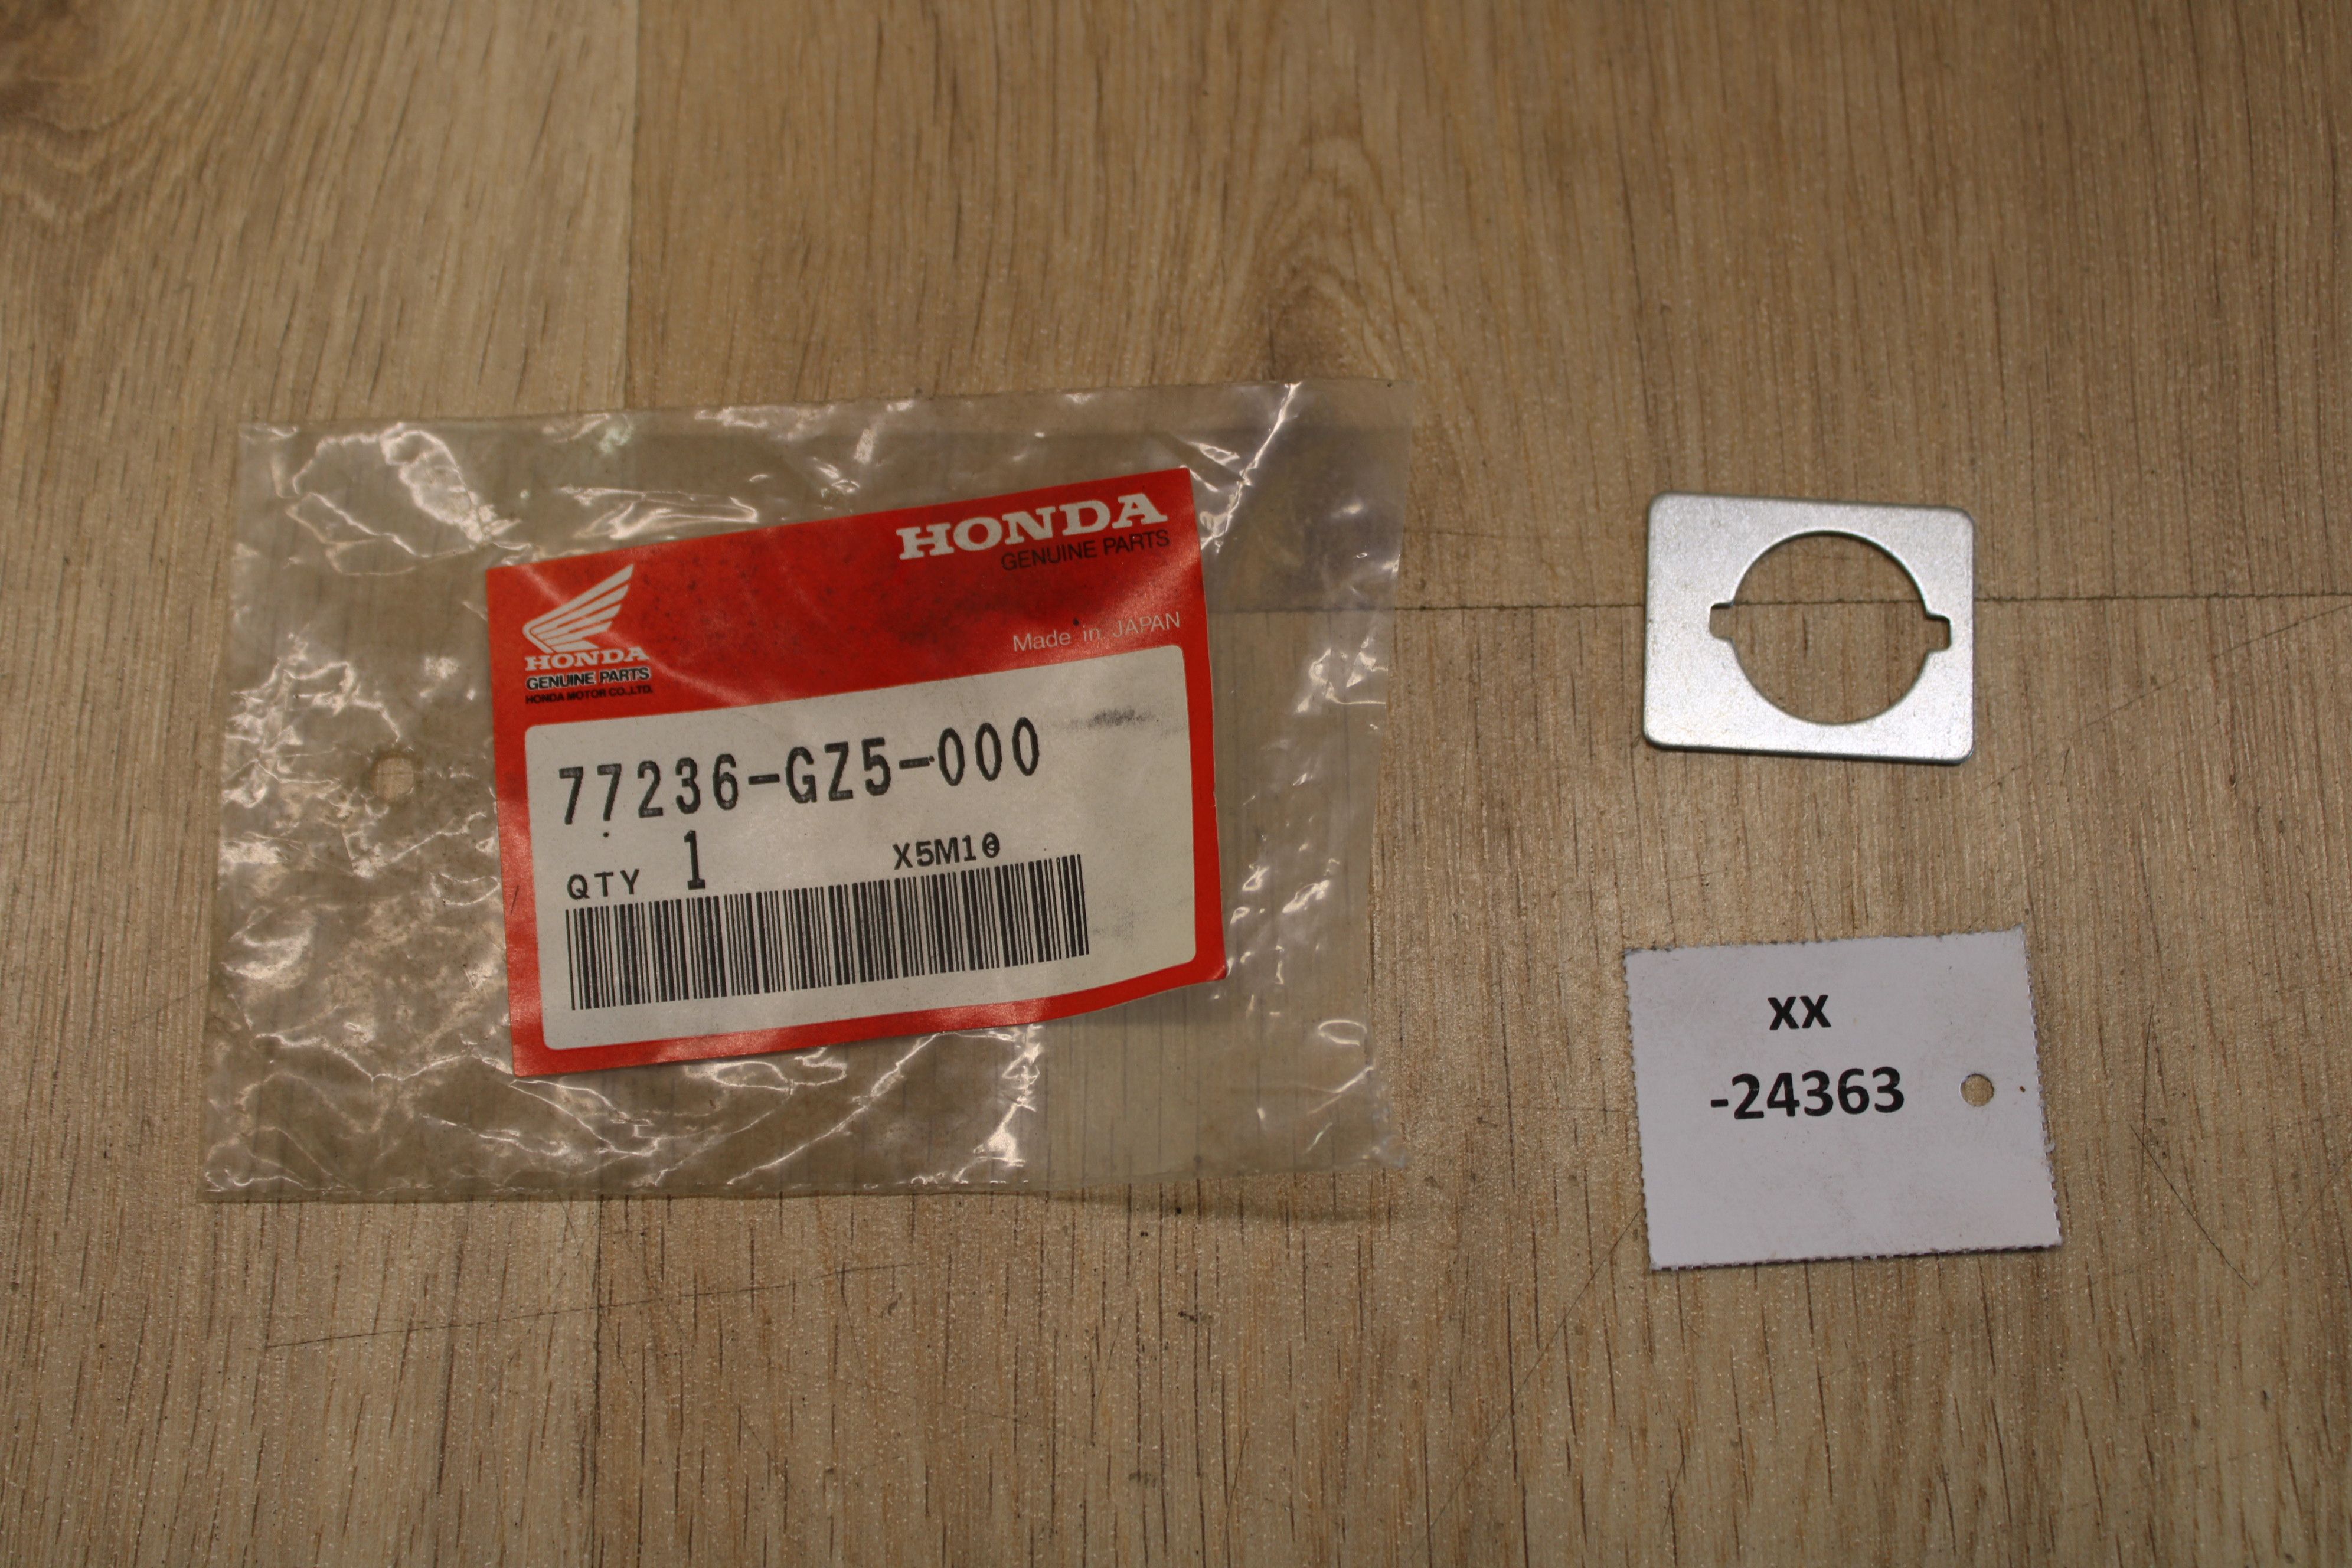 HONDA
GENUINE PARTS
Made in JAPAN
HONDA
GENUINE PARTS
HONDA MOTOR CO.,LTD.
77236-GZ5-000
QTY 1 X5M10
xx
-24363